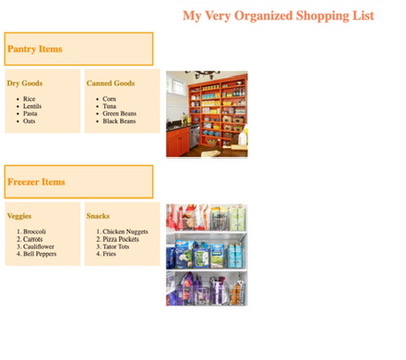 My Very Organized Shopping List
Pantry Items
Dry Goods
Rice
Lentils
Pasta
Oats
Canned Goods
Corn
Tuna
Green Beans
Black Beans
Freezer Items
Veggies
1. Broccoli
2. Carrots
3. Cauliflower
4. Bell Peppers
Snacks
1. Chicken Nuggets
2. Pizza Pockets
3. Tator Tots
4. Fries